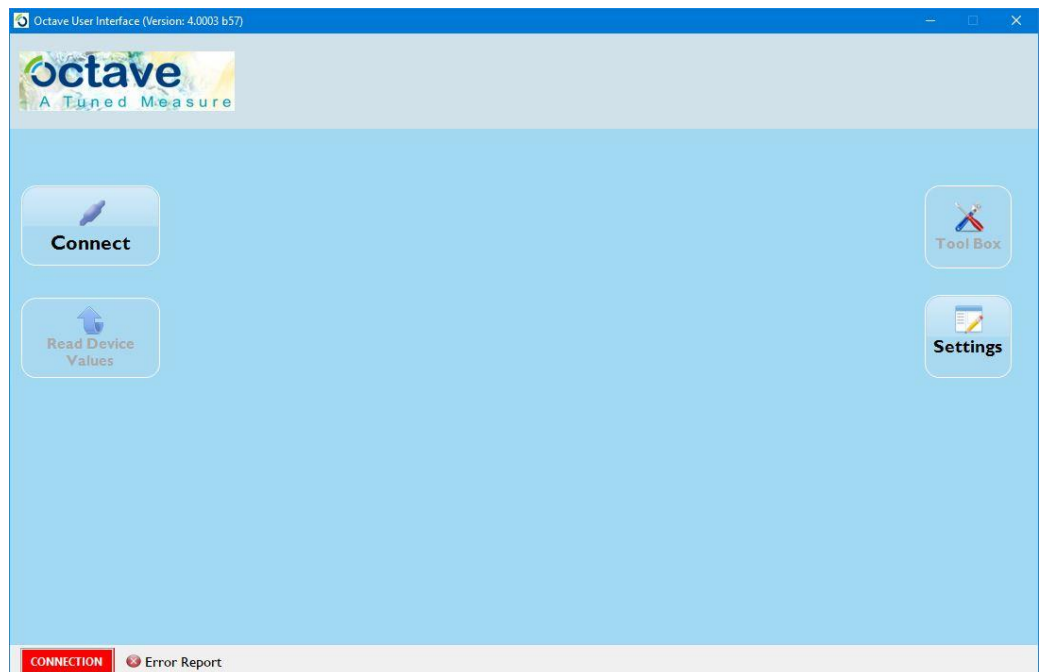 Octave User Interface (Version: 4.0003 b57)
octave
A Tuned Measure
Connect
Tool Box
Read Device
Values
Settings
CONNECTION
Error Report